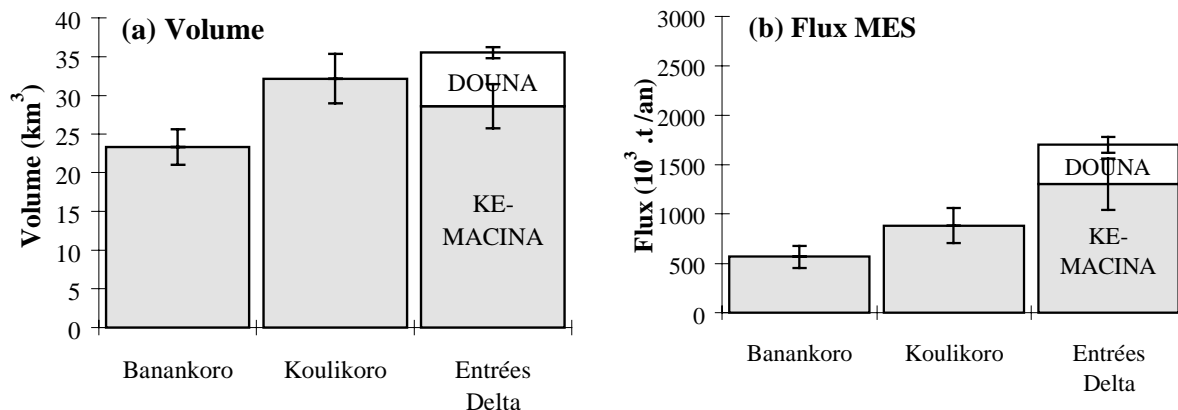 (a) Volume
Volume (km³)
40
35
30
25
20
15
10
5
0
DOUNA
KE-
MACINA
Banankoro
Koulikoro
Entrées
Delta
(b) Flux MES
Flux (10³ .t /an)
3000
2500
2000
1500
1000
500
0
DOUNA
KE-
MACINA
Banankoro
Koulikoro
Entrées
Delta